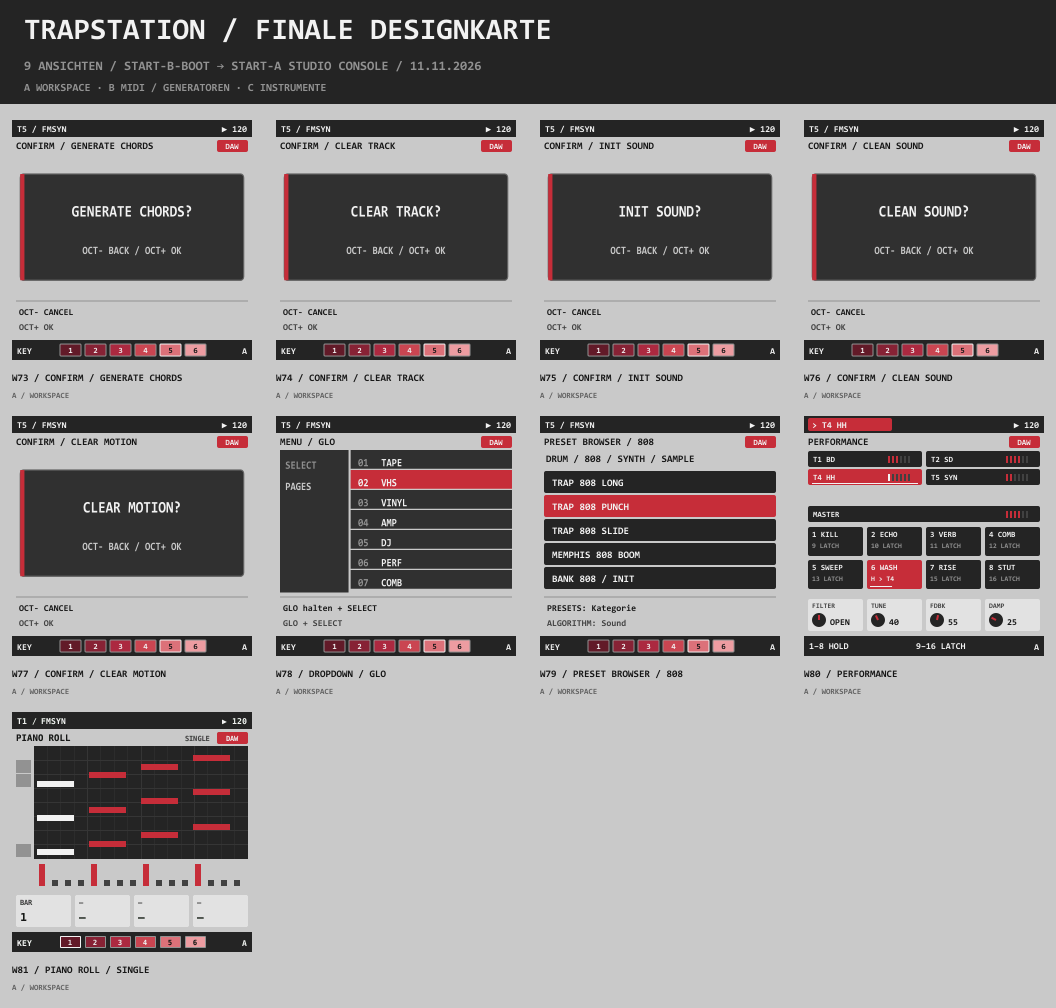 TRAPSTATION / FINALE DESIGNKARTE
9 ANSICHTEN / START-B-BOOT → START-A STUDIO CONSOLE / 11.11.2026
A WORKSPACE · B MIDI / GENERATOREN · C INSTRUMENTE
T5 / FMSYN ▶ 120
CONFIRM / GENERATE CHORDS DAW
GENERATE CHORDS?
OCT- BACK / OCT+ OK
OCT- CANCEL
OCT+ OK
KEY 1 2 3 4 5 6 A
W73 / CONFIRM / GENERATE CHORDS
A / WORKSPACE
T5 / FMSYN ▶ 120
CONFIRM / CLEAR TRACK DAW
CLEAR TRACK?
OCT- BACK / OCT+ OK
OCT- CANCEL
OCT+ OK
KEY 1 2 3 4 5 6 A
W74 / CONFIRM / CLEAR TRACK
A / WORKSPACE
T5 / FMSYN ▶ 120
CONFIRM / INIT SOUND DAW
INIT SOUND?
OCT- BACK / OCT+ OK
OCT- CANCEL
OCT+ OK
KEY 1 2 3 4 5 6 A
W75 / CONFIRM / INIT SOUND
A / WORKSPACE
T5 / FMSYN ▶ 120
CONFIRM / CLEAN SOUND DAW
CLEAN SOUND?
OCT- BACK / OCT+ OK
OCT- CANCEL
OCT+ OK
KEY 1 2 3 4 5 6 A
W76 / CONFIRM / CLEAN SOUND
A / WORKSPACE
T5 / FMSYN ▶ 120
CONFIRM / CLEAR MOTION DAW
CLEAR MOTION?
OCT- BACK / OCT+ OK
OCT- CANCEL
OCT+ OK
KEY 1 2 3 4 5 6 A
W77 / CONFIRM / CLEAR MOTION
A / WORKSPACE
T5 / FMSYN ▶ 120
MENU / GLO DAW
SELECT
PAGES
01 TAPE
02 VHS
03 VINYL
04 AMP
05 DJ
06 PERF
07 COMB
GLO halten + SELECT
GLO + SELECT
KEY 1 2 3 4 5 6 A
W78 / DROPDOWN / GLO
A / WORKSPACE
T5 / FMSYN ▶ 120
PRESET BROWSER / 808 DAW
DRUM / 808 / SYNTH / SAMPLE
TRAP 808 LONG
TRAP 808 PUNCH
TRAP 808 SLIDE
MEMPHIS 808 BOOM
BANK 808 / INIT
PRESETS: Kategorie
ALGORITHM: Sound
KEY 1 2 3 4 5 6 A
W79 / PRESET BROWSER / 808
A / WORKSPACE
> T4 HH ▶ 120
PERFORMANCE DAW
T1 BD T2 SD
T4 HH T5 SYN
MASTER
1 KILL 2 ECHO 3 VERB 4 COMB
9 LATCH 10 LATCH 11 LATCH 12 LATCH
5 SWEEP 6 WASH 7 RISE 8 STUT
13 LATCH H > T4 15 LATCH 16 LATCH
FILTER TUNE FDBK DAMP
OPEN 40 55 25
1–8 HOLD 9–16 LATCH A
W80 / PERFORMANCE
A / WORKSPACE
T1 / FMSYN ▶ 120
PIANO ROLL SINGLE DAW
BAR – – –
1 – – –
KEY 1 2 3 4 5 6 A
W81 / PIANO ROLL / SINGLE
A / WORKSPACE